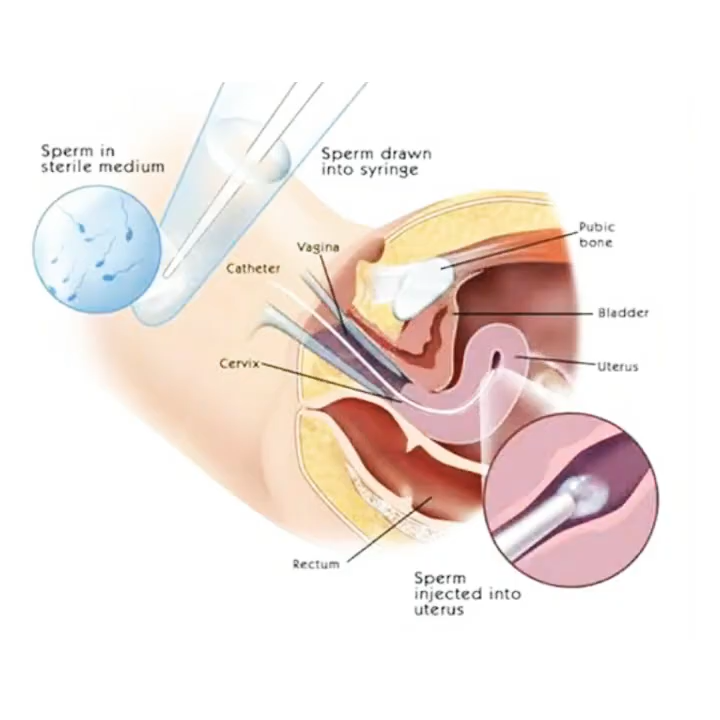 Sperm in
sterile medium
Sperm drawn
into syringe
Pubic
bone
Vagina
Catheter
Bladder
Cervix
Uterus
Rectum
Sperm
injected into
uterus